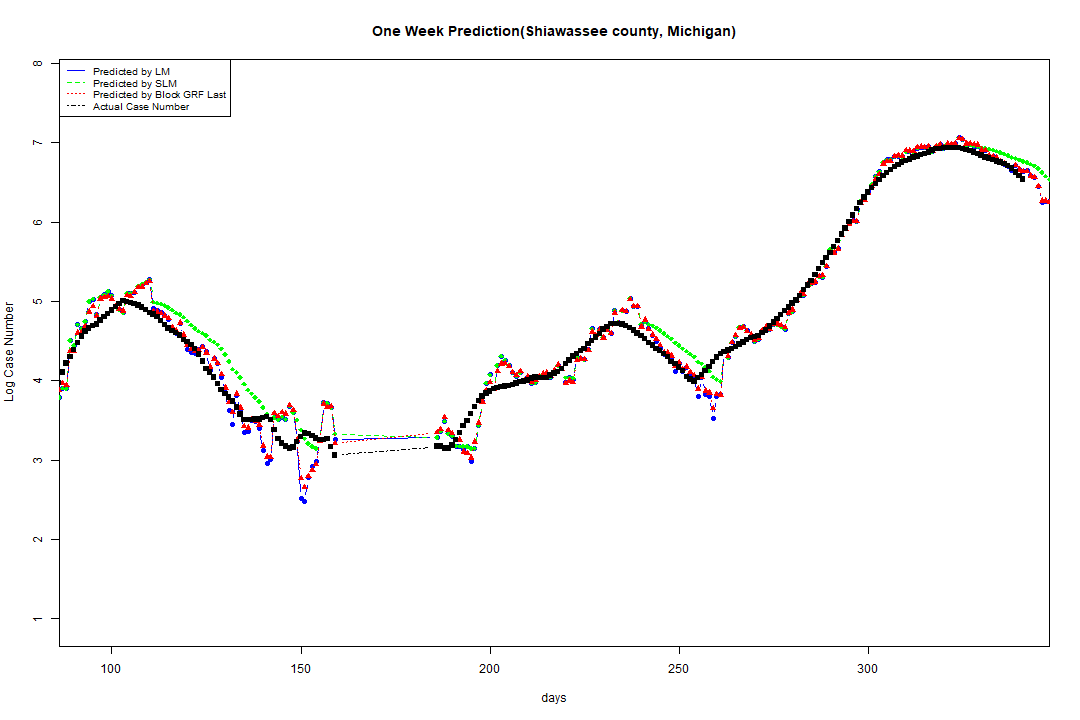 One Week Prediction(Shiawassee county, Michigan)
8
Predicted by LM
Predicted by SLM
Predicted by Block GRF Last
Actual Case Number
7
6
5
4
3
2
1
Log Case Number
100 150 200 250 300
days